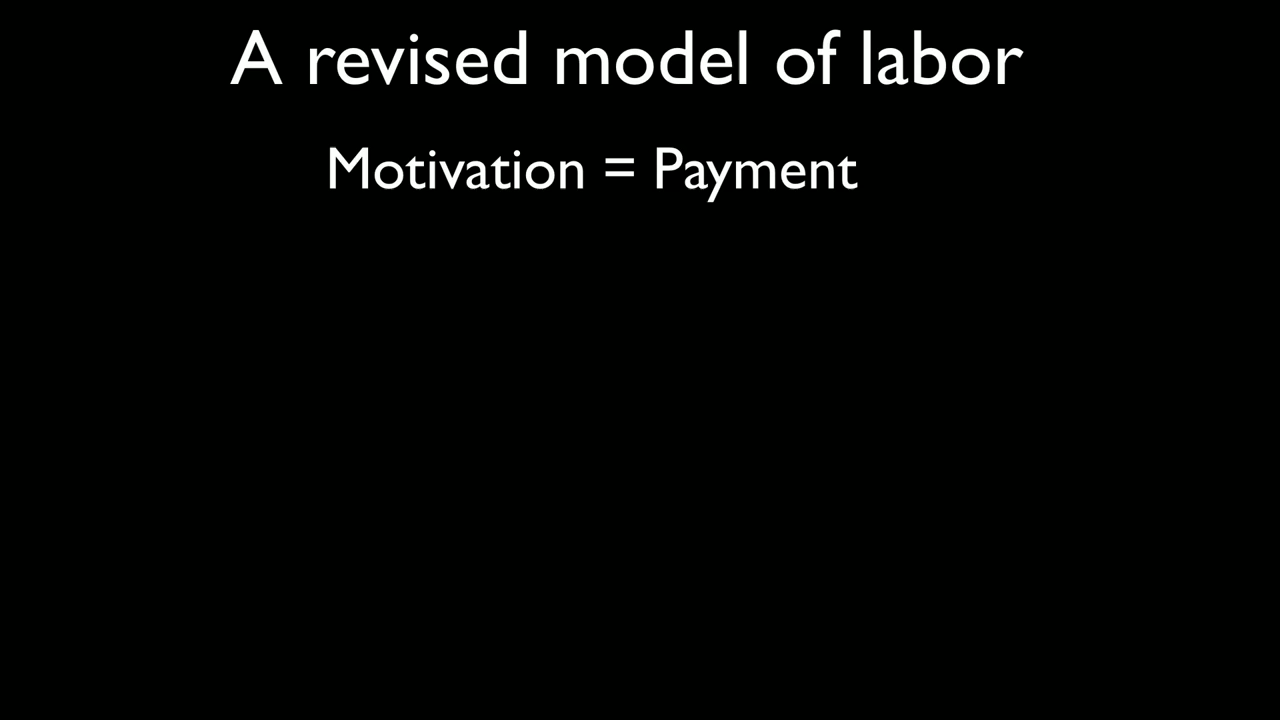 A revised model of labor
Motivation = Payment